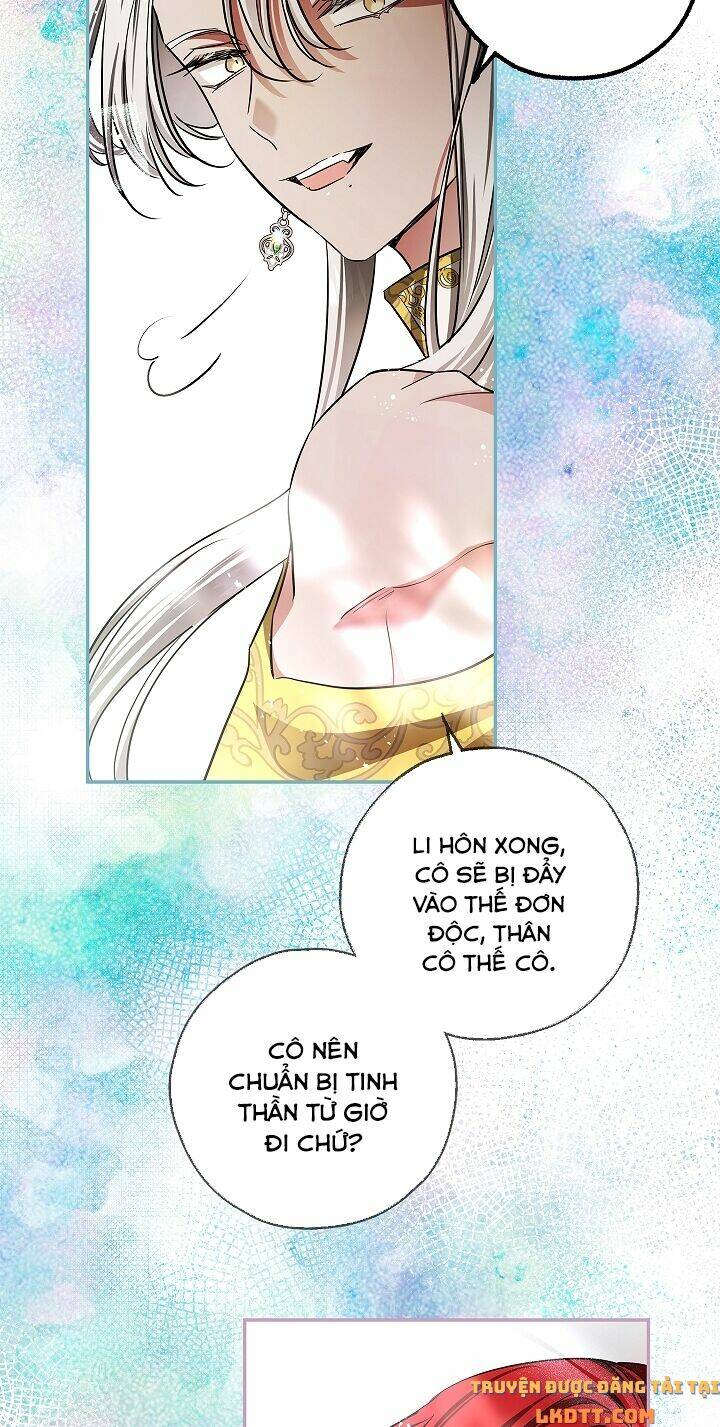 LI HÔN XONG,
CÔ SẼ BỊ ĐẨY
VÀO THẾ ĐƠN
ĐỘC, THÂN
CÔ THẾ CÔ.
CÔ NÊN
CHUẨN BỊ TINH
THẦN TỪ GIỜ
ĐI CHỨ?
TRUYỆN ĐƯỢC ĐĂNG TẢI TẠI
LKDTT.COM